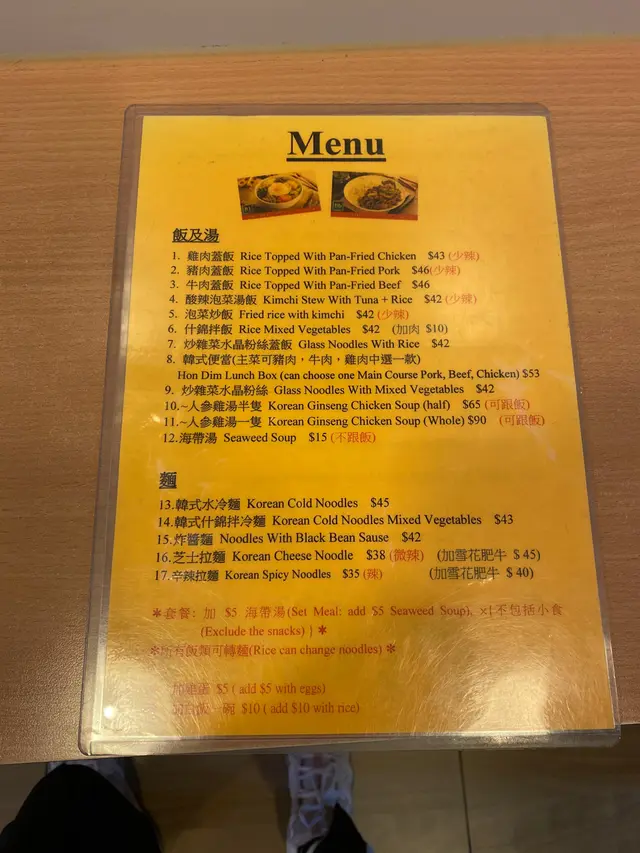 Menu
飯及湯
1. 雞肉蓋飯 Rice Topped With Pan-Fried Chicken $43 (少辣)
2. 豬肉蓋飯 Rice Topped With Pan-Fried Pork $46(少辣)
3. 牛肉蓋飯 Rice Topped With Pan-Fried Beef $46
4. 酸辣泡菜湯飯 Kimchi Stew With Tuna + Rice $42 (少辣)
5. 泡菜炒飯 Fried rice with kimchi $42 (少辣)
6. 什錦拌飯 Rice Mixed Vegetables $42 (加肉 $10)
7. 炒雜菜水晶粉絲蓋飯 Glass Noodles With Rice $42
8. 韓式便當(主菜可豬肉，牛肉，雞肉中選一款)
Hon Dim Lunch Box (can choose one Main Course Pork, Beef, Chicken) $53
9. 炒雜菜水晶粉絲 Glass Noodles With Mixed Vegetables $42
10.~人參雞湯半隻 Korean Ginseng Chicken Soup (half) $65 (可跟飯)
11.~人參雞湯一隻 Korean Ginseng Chicken Soup (Whole) $90 (可跟飯)
12.海帶湯 Seaweed Soup $15 (不跟飯)
麵
13.韓式水冷麵 Korean Cold Noodles $45
14.韓式什錦拌冷麵 Korean Cold Noodles Mixed Vegetables $43
15.炸醬麵 Noodles With Black Bean Sause $42
16.芝士拉麵 Korean Cheese Noodle $38 (微辣) (加雪花肥牛 $ 45)
17.辛辣拉麵 Korean Spicy Noodles $35 (辣) (加雪花肥牛 $ 40)
*套餐: 加 $5 海帶湯(Set Meal: add $5 Seaweed Soup), ×{不包括小食
(Exclude the snacks) } *
*所有飯類可轉麵(Rice can change noodles) *
加雞蛋 $5 ( add $5 with eggs)
白飯一碗 $10 ( add $10 with rice)